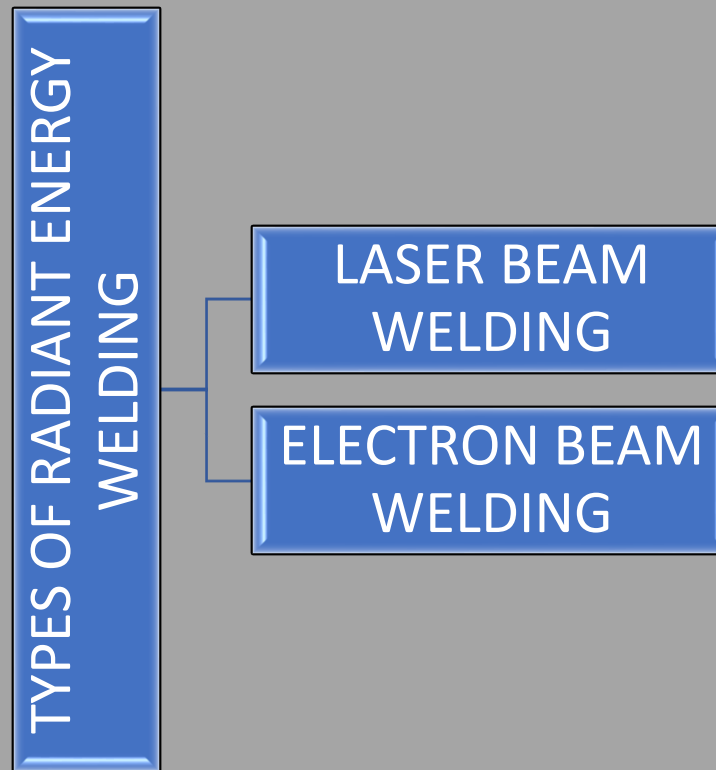 TYPES OF RADIANT ENERGY
WELDING
LASER BEAM
WELDING
ELECTRON BEAM
WELDING